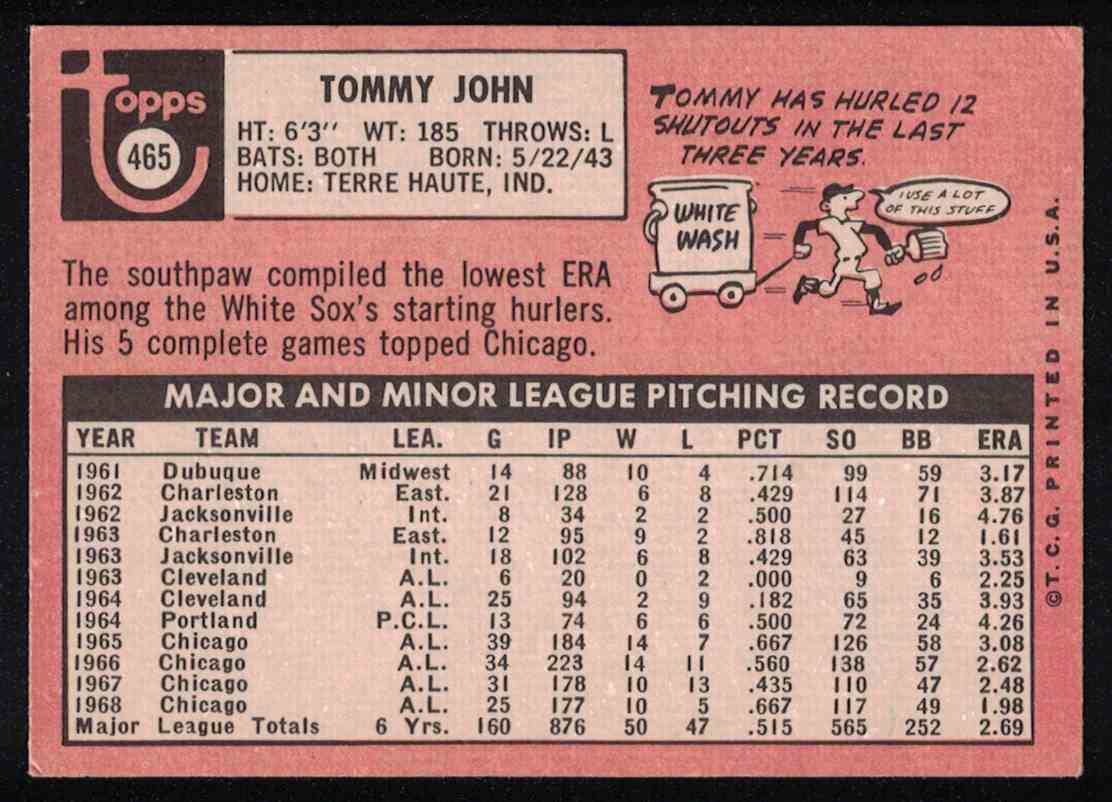 topps
465
TOMMY JOHN
HT: 6'3" WT: 185 THROWS: L
BATS: BOTH BORN: 5/22/43
HOME: TERRE HAUTE, IND.
TOMMY HAS HURLED 12
SHUTOUTS IN THE LAST
THREE YEARS.
WHITE
WASH
I USE A LOT
OF THIS STUFF
The southpaw compiled the lowest ERA
among the White Sox's starting hurlers.
His 5 complete games topped Chicago.
MAJOR AND MINOR LEAGUE PITCHING RECORD
YEAR TEAM LEA. G IP W L PCT SO BB ERA
1961 Dubuque Midwest 14 88 10 4 .714 99 59 3.17
1962 Charleston East. 21 128 6 8 .429 114 71 3.87
1962 Jacksonville Int. 8 34 2 2 .500 27 16 4.76
1963 Charleston East. 12 95 9 2 .818 45 12 1.61
1963 Jacksonville Int. 18 102 6 8 .429 63 39 3.53
1963 Cleveland A.L. 6 20 0 2 .000 9 6 2.25
1964 Cleveland A.L. 25 94 2 9 .182 65 35 3.93
1964 Portland P.C.L. 13 74 6 6 .500 72 24 4.26
1965 Chicago A.L. 39 184 14 7 .667 126 58 3.08
1966 Chicago A.L. 34 223 14 11 .560 138 57 2.62
1967 Chicago A.L. 31 178 10 13 .435 110 47 2.48
1968 Chicago A.L. 25 177 10 5 .667 117 49 1.98
Major League Totals 6 Yrs. 160 876 50 47 .515 565 252 2.69
©T.C.G. PRINTED IN U.S.A.